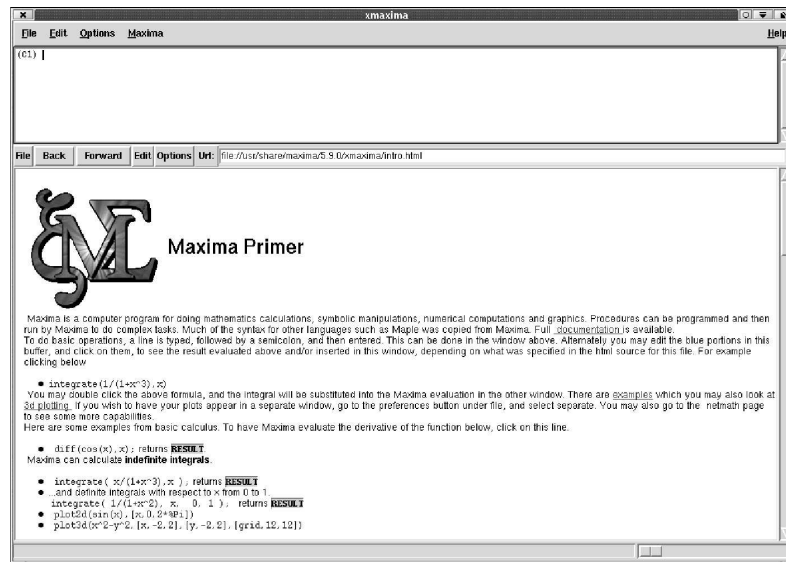 xmaxima
File Edit Options Maxima Help
(C1)
File Back Forward Edit Options Url: file://usr/share/maxima/5.9.0/xmaxima/intro.html
Maxima Primer
Maxima is a computer program for doing mathematics calculations, symbolic manipulations, numerical computations and graphics. Procedures can be programmed and then
run by Maxima to do complex tasks. Much of the syntax for other languages such as Maple was copied from Maxima. Full documentation is available.
To do basic operations, a line is typed, followed by a semicolon, and then entered. This can be done in the window above. Alternately you may edit the blue portions in this
buffer, and click on them, to see the result evaluated above and/or inserted in this window, depending on what was specified in the html source for this file. For example
clicking below
integrate(1/(1+x^3),x)
You may double click the above formula, and the integral will be substituted into the Maxima evaluation in the other window. There are examples which you may also look at
3d plotting. If you wish to have your plots appear in a separate window, go to the preferences button under file, and select separate. You may also go to the netmath page
to see some more capabilities.
Here are some examples from basic calculus. To have Maxima evaluate the derivative of the function below, click on this line.
diff(cos(x),x); returns RESULT
Maxima can calculate indefinite integrals.
integrate( x/(1+x^3),x ); returns RESULT
...and definite integrals with respect to x from 0 to 1.
integrate( 1/(1+x^2), x, 0, 1 ); returns RESULT
plot2d(sin(x),[x,0,2*%Pi])
plot3d(x^2-y^2,[x,-2,2],[y,-2,2],[grid,12,12])